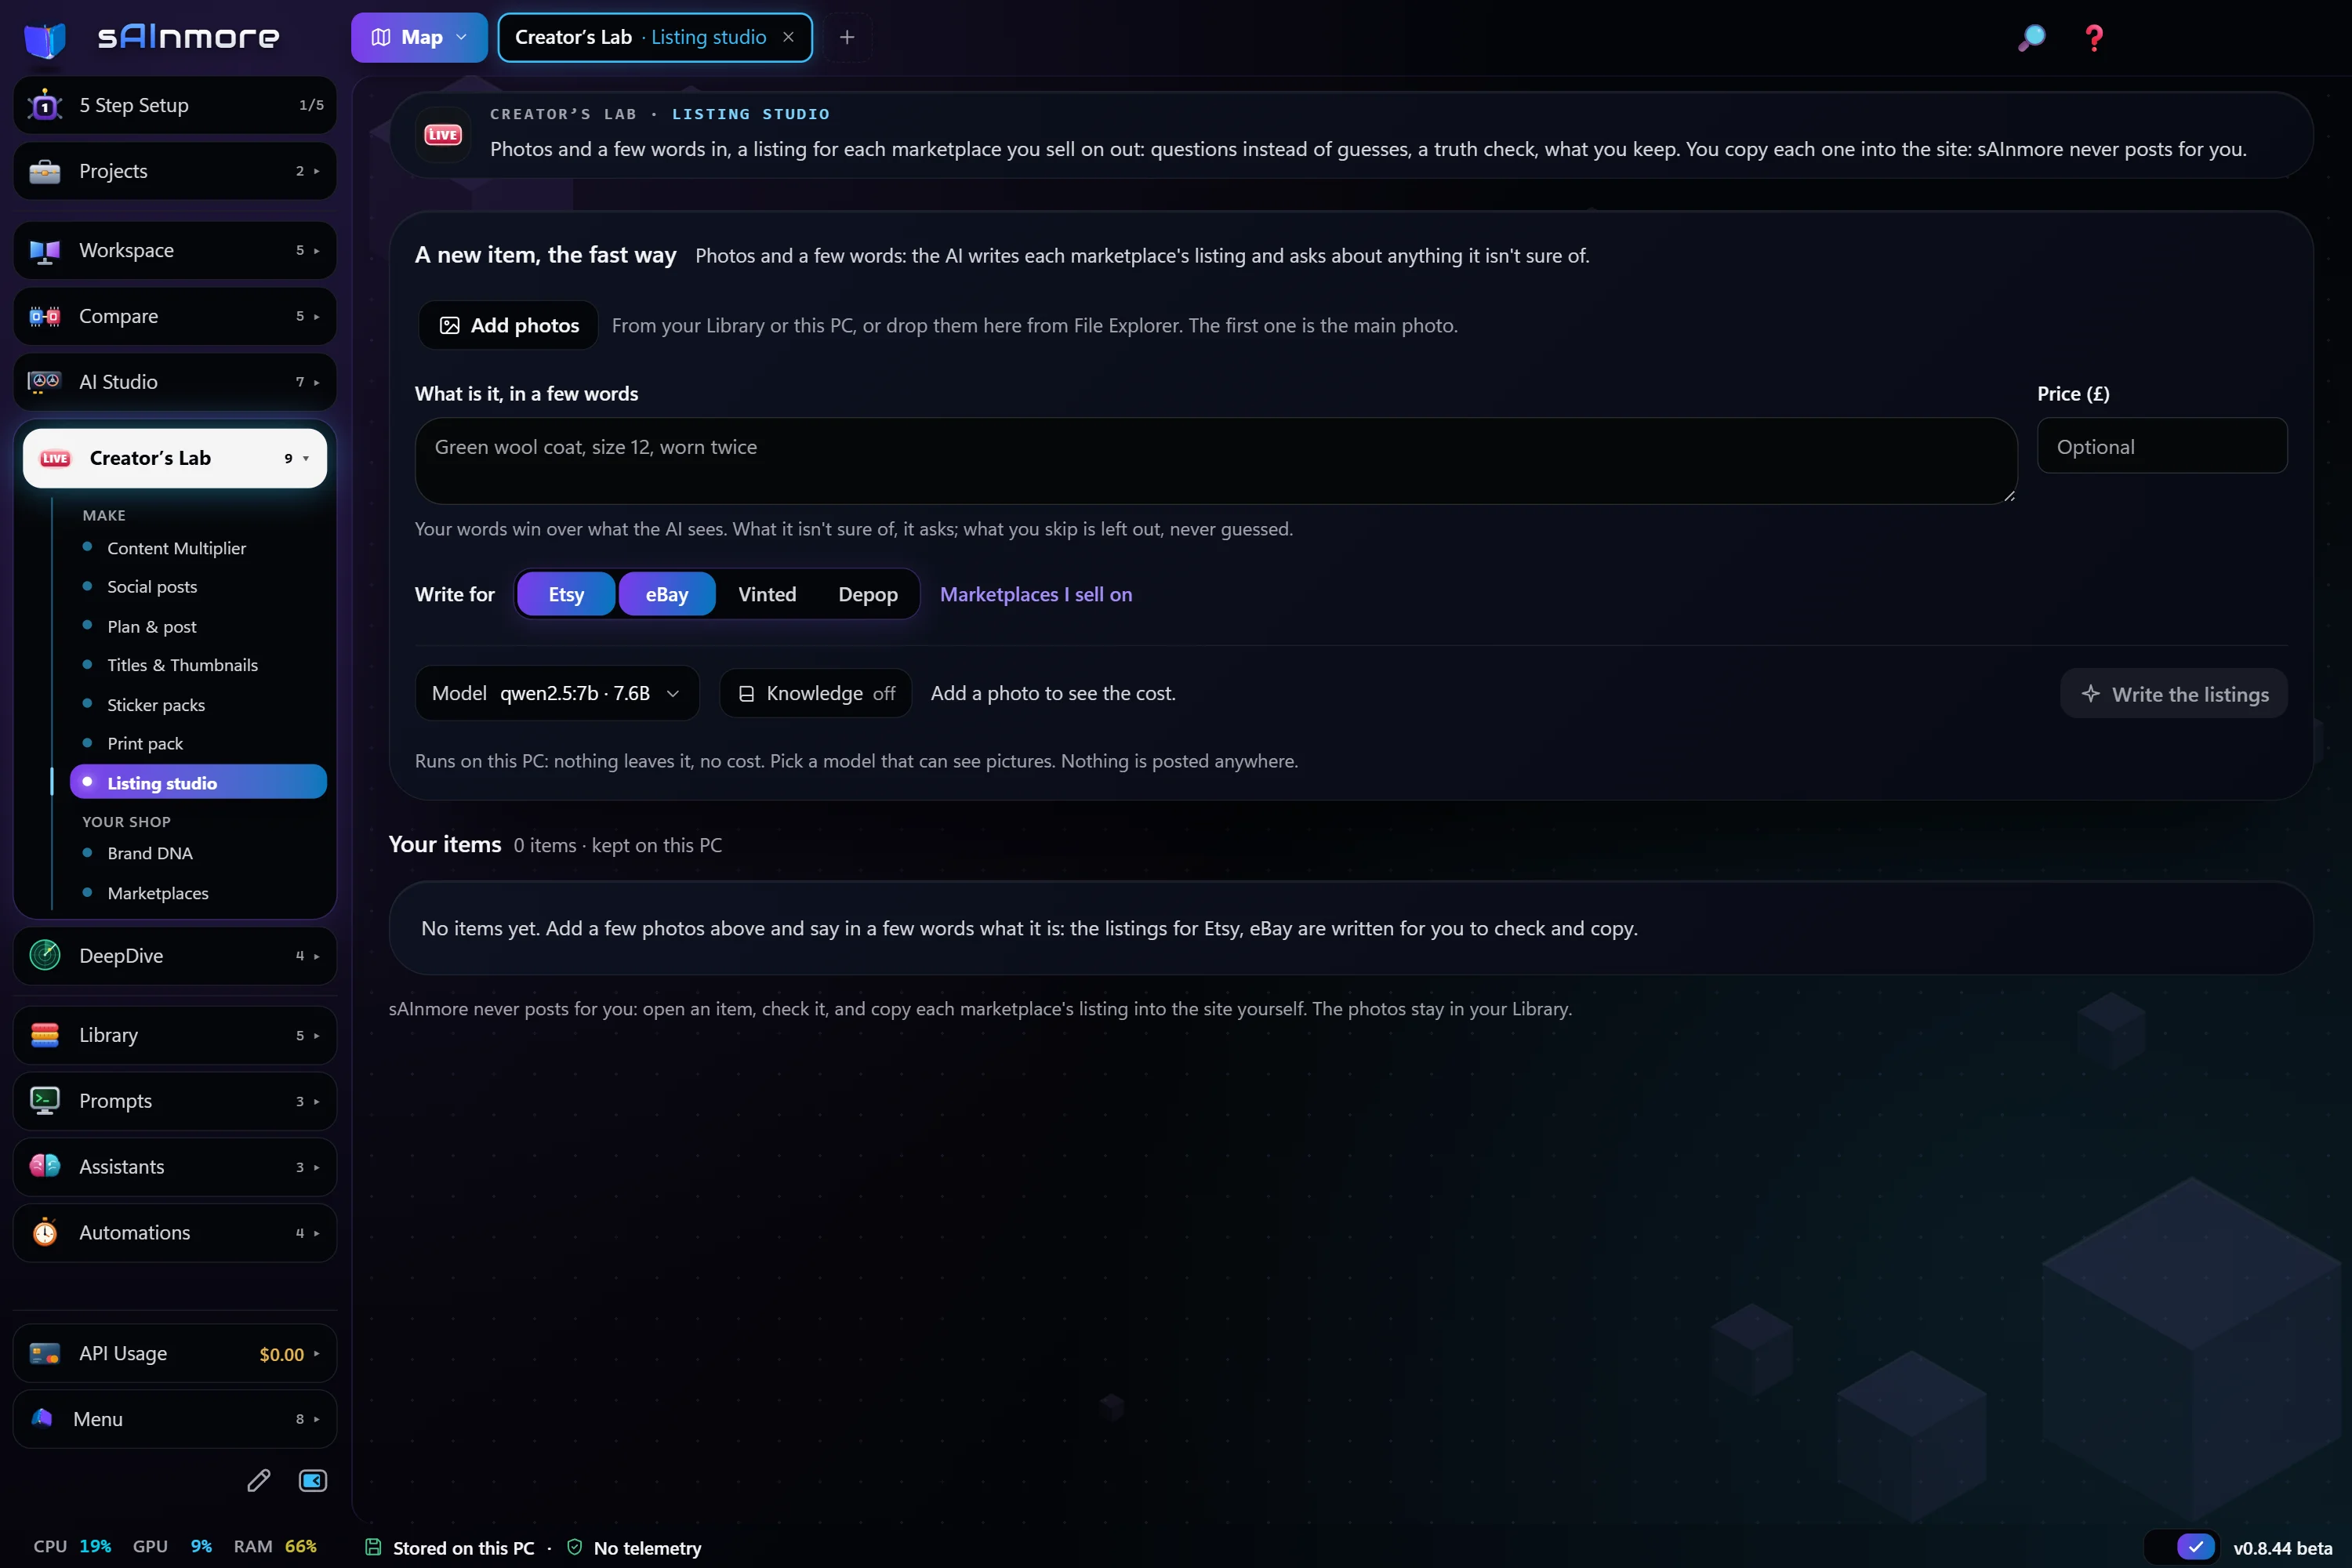 sAInmore
Map
Creator’s Lab · Listing studio
5 Step Setup 1/5
Projects 2
Workspace 5
Compare 5
AI Studio 7
LIVE Creator’s Lab 9
MAKE
Content Multiplier
Social posts
Plan & post
Titles & Thumbnails
Sticker packs
Print pack
Listing studio
YOUR SHOP
Brand DNA
Marketplaces
DeepDive 4
Library 5
Prompts 3
Assistants 3
Automations 4
API Usage $0.00
Menu 8
CPU 19% GPU 9% RAM 66%
LIVE
CREATOR’S LAB · LISTING STUDIO
Photos and a few words in, a listing for each marketplace you sell on out: questions instead of guesses, a truth check, what you keep. You copy each one into the site: sAInmore never posts for you.
A new item, the fast way Photos and a few words: the AI writes each marketplace's listing and asks about anything it isn't sure of.
Add photos From your Library or this PC, or drop them here from File Explorer. The first one is the main photo.
What is it, in a few words Price (£)
Green wool coat, size 12, worn twice Optional
Your words win over what the AI sees. What it isn't sure of, it asks; what you skip is left out, never guessed.
Write for Etsy eBay Vinted Depop Marketplaces I sell on
Model qwen2.5:7b · 7.6B Knowledge off Add a photo to see the cost. Write the listings
Runs on this PC: nothing leaves it, no cost. Pick a model that can see pictures. Nothing is posted anywhere.
Your items 0 items · kept on this PC
No items yet. Add a few photos above and say in a few words what it is: the listings for Etsy, eBay are written for you to check and copy.
sAInmore never posts for you: open an item, check it, and copy each marketplace's listing into the site yourself. The photos stay in your Library.
Stored on this PC · No telemetry
v0.8.44 beta